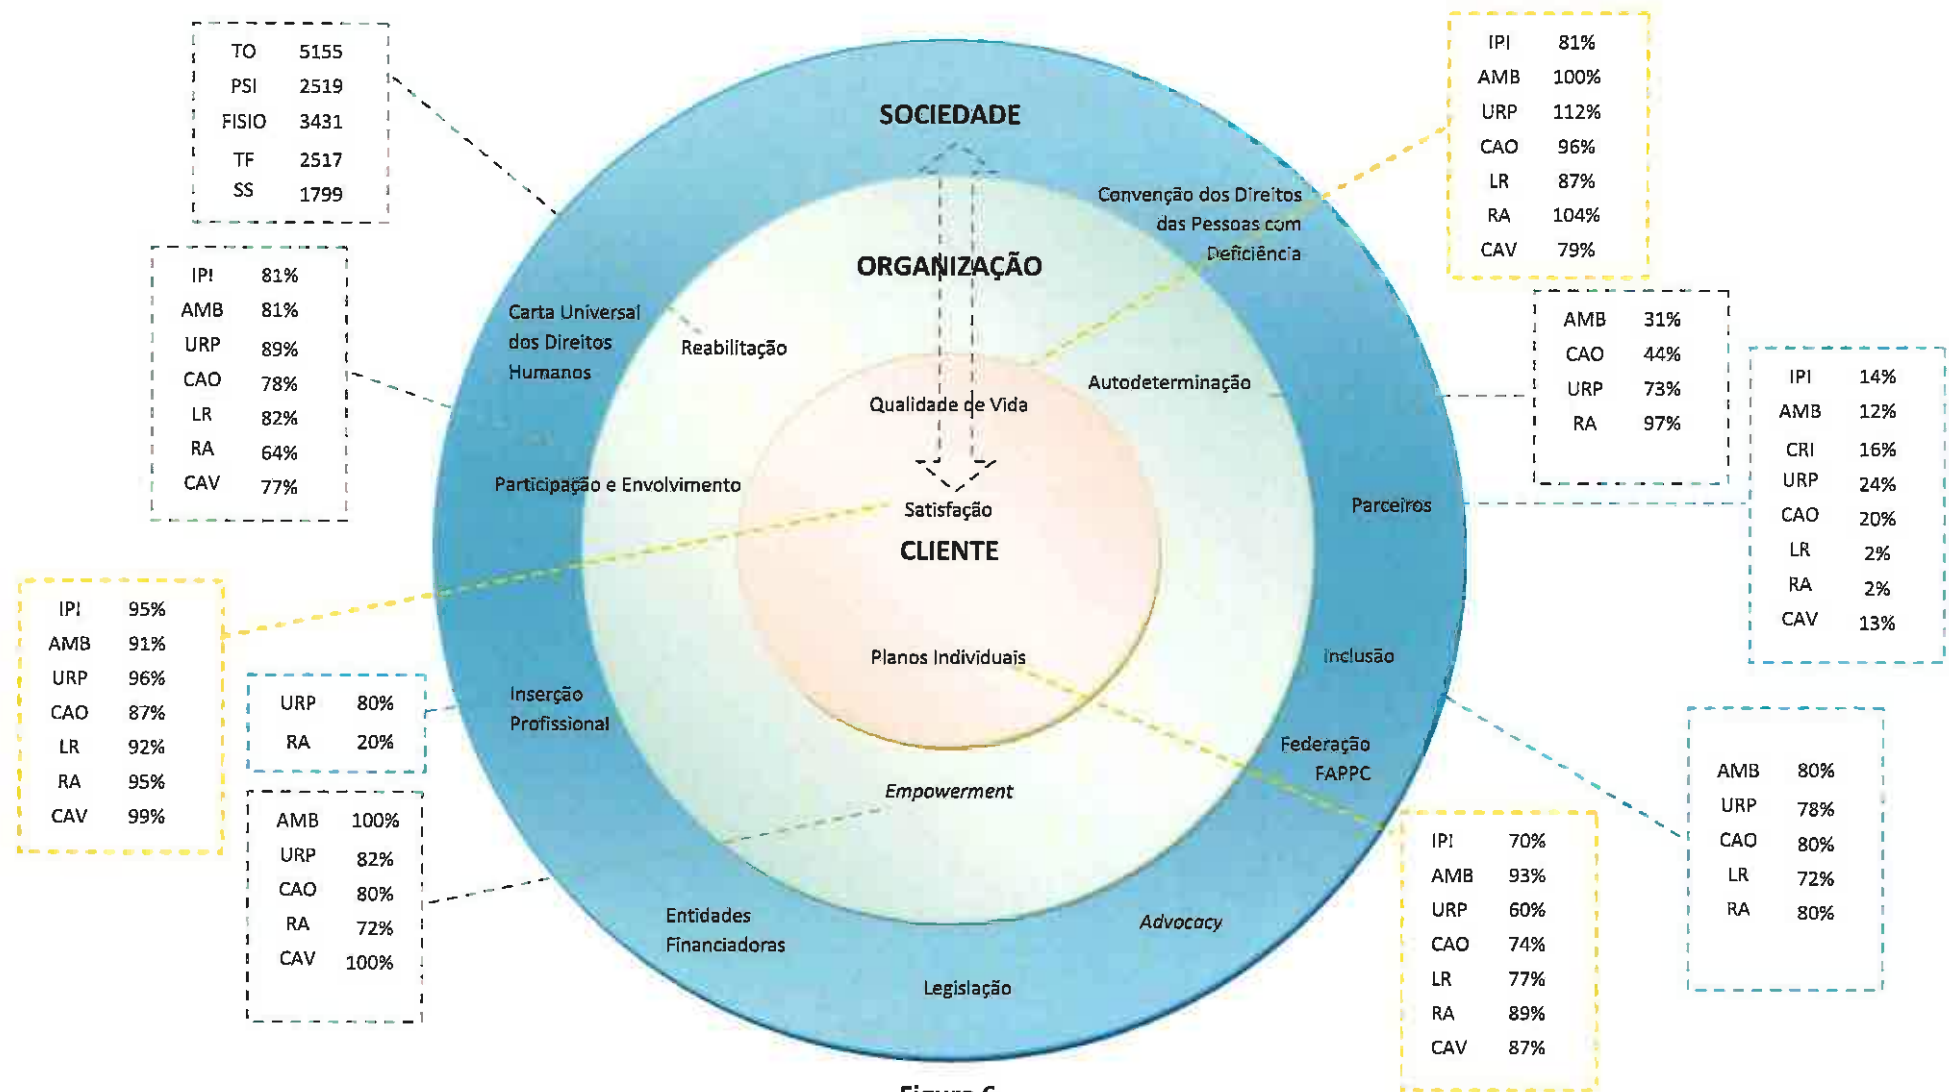 TO 5155
PSI 2519
FISIO 3431
TF 2517
SS 1799
IPI 81%
AMB 81%
URP 89%
CAO 78%
LR 82%
RA 64%
CAV 77%
IPI 95%
AMB 91%
URP 96%
CAO 87%
LR 92%
RA 95%
CAV 99%
URP 80%
RA 20%
AMB 100%
URP 82%
CAO 80%
RA 72%
CAV 100%
SOCIEDADE
Convenção dos Direitos
das Pessoas com
Deficiência
ORGANIZAÇÃO
Carta Universal
dos Direitos
Humanos
Reabilitação
Autodeterminação
Qualidade de Vida
Participação e Envolvimento
Satisfação
CLIENTE
Parceiros
Planos Individuais
Inclusão
Inserção
Profissional
Federação
FAPPC
Empowerment
Entidades
Financiadoras
Advocacy
Legislação
IPI 81%
AMB 100%
URP 112%
CAO 96%
LR 87%
RA 104%
CAV 79%
AMB 31%
CAO 44%
URP 73%
RA 97%
IPI 14%
AMB 12%
CRI 16%
URP 24%
CAO 20%
LR 2%
RA 2%
CAV 13%
AMB 80%
URP 78%
CAO 80%
LR 72%
RA 80%
IPI 70%
AMB 93%
URP 60%
CAO 74%
LR 77%
RA 89%
CAV 87%